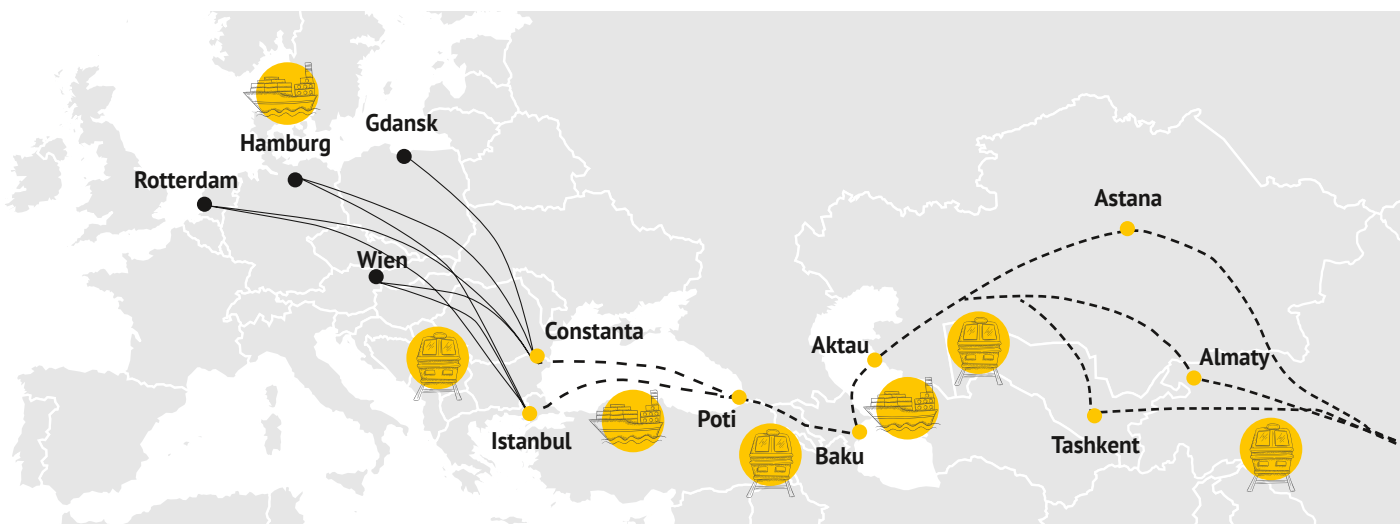 Gdansk
Hamburg
Rotterdam
Astana
Wien
Constanta
Aktau
Almaty
Poti
Istanbul
Baku
Tashkent